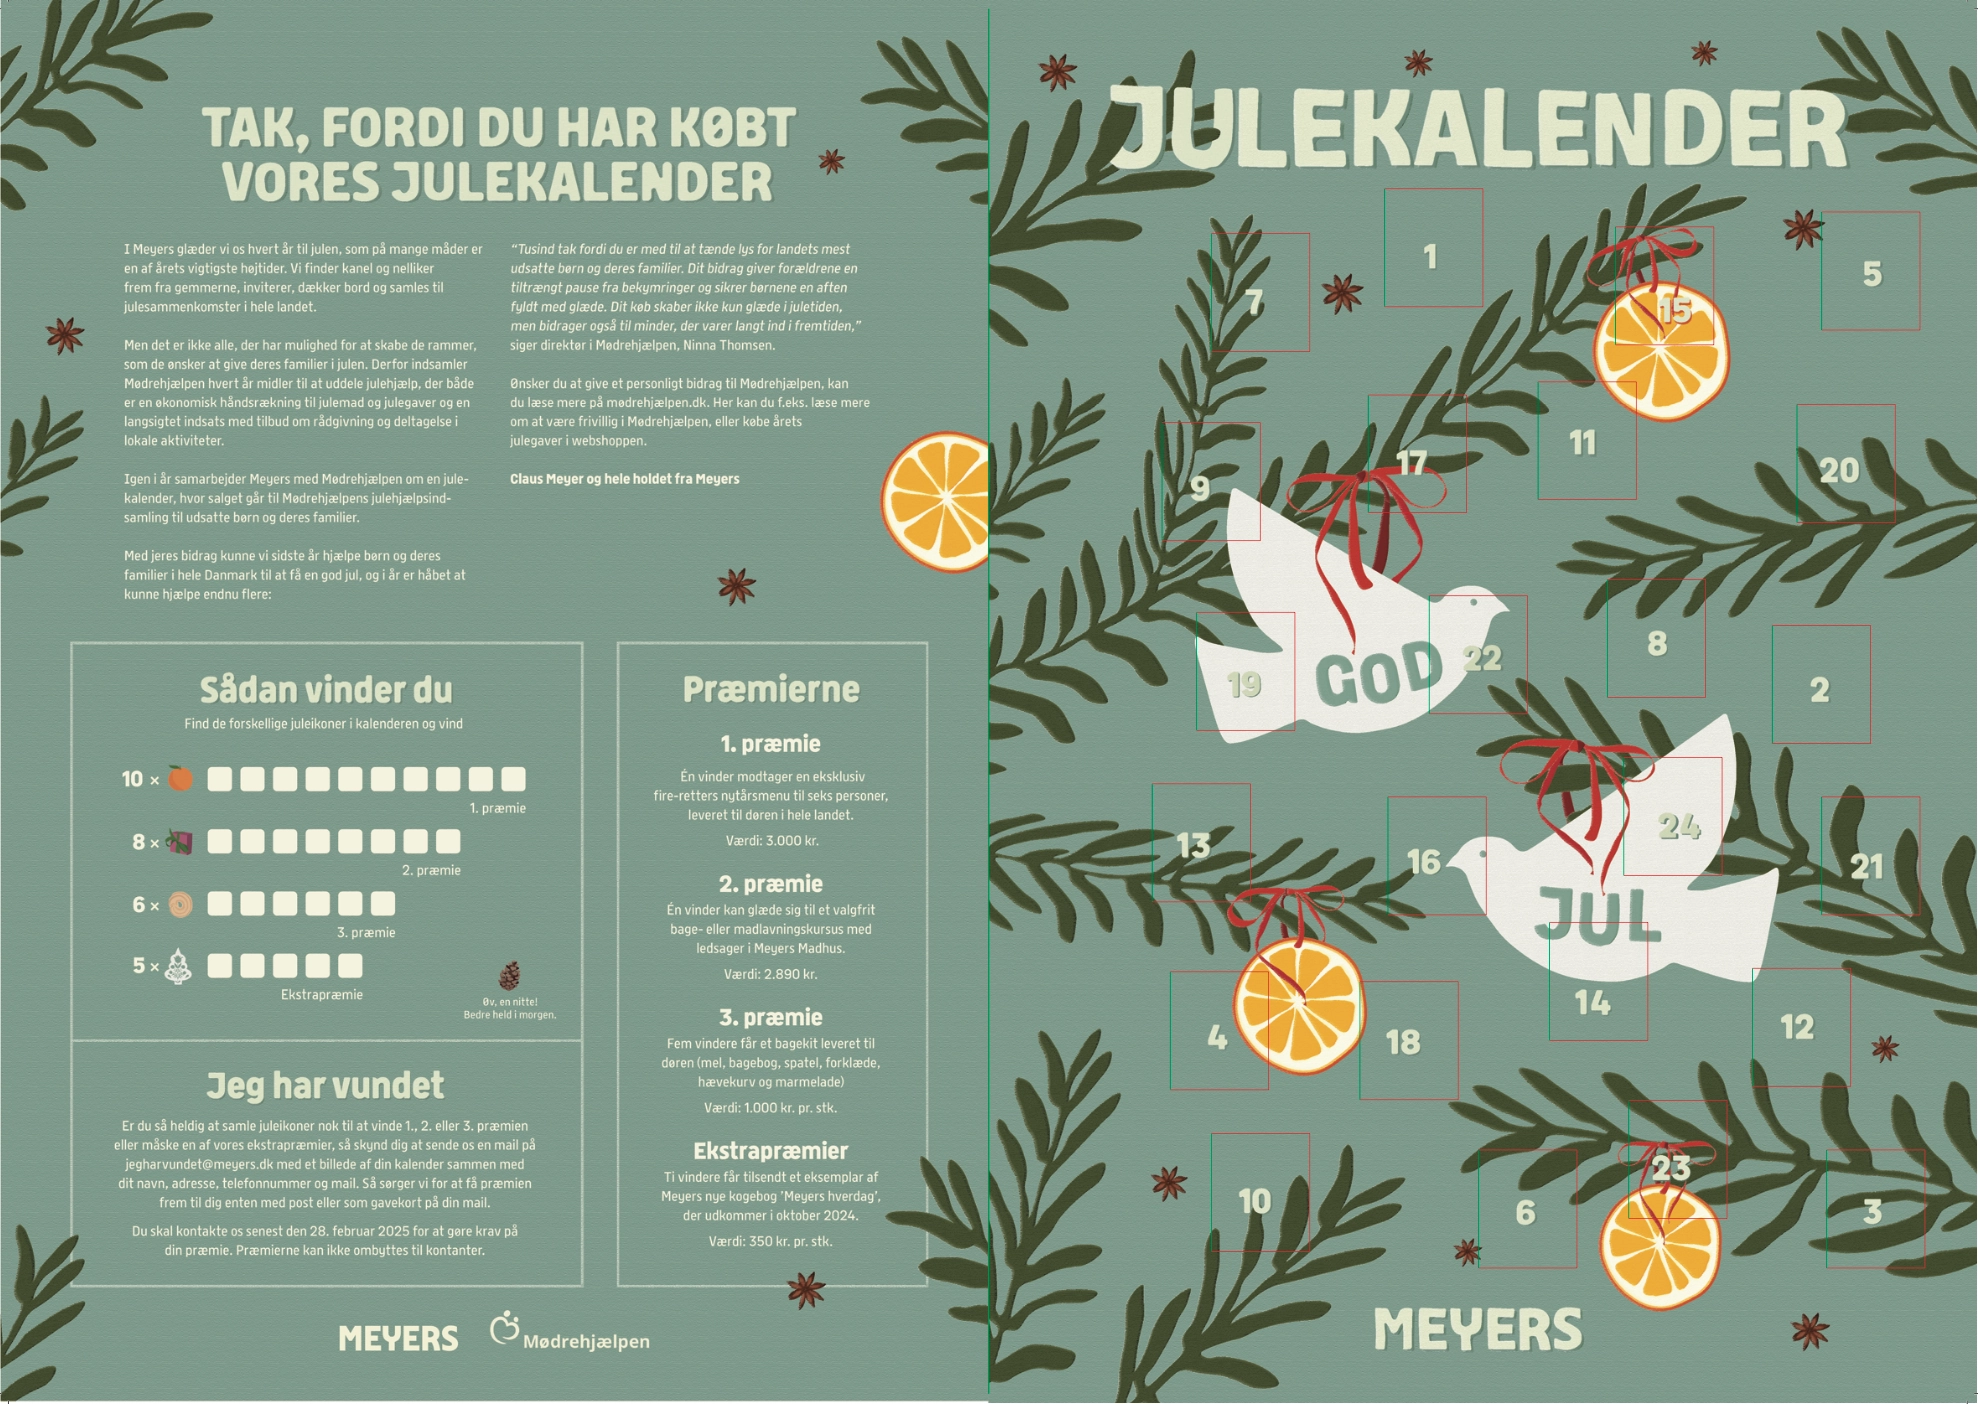 TAK, FORDI DU HAR KØBT
VORES JULEKALENDER
I Meyers glæder vi os hvert år til julen, som på mange måder er
en af årets vigtigste højtider. Vi finder kanel og nelliker
frem fra gemmerne, inviterer, dækker bord og samles til
julesammenkomster i hele landet.
Men det er ikke alle, der har mulighed for at skabe de rammer,
som de ønsker at give deres familier i julen. Derfor indsamler
Mødrehjælpen hvert år midler til at uddele julehjælp, der både
er en økonomisk håndsrækning til julemad og julegaver og en
langsigtet indsats med tilbud om rådgivning og deltagelse i
lokale aktiviteter.
Igen i år samarbejder Meyers med Mødrehjælpen om en jule-
kalender, hvor salget går til Mødrehjælpens julehjælpsind-
samling til udsatte børn og deres familier.
Med jeres bidrag kunne vi sidste år hjælpe børn og deres
familier i hele Danmark til at få en god jul, og i år er håbet at
kunne hjælpe endnu flere:
“Tusind tak fordi du er med til at tænde lys for landets mest
udsatte børn og deres familier. Dit bidrag giver forældrene en
tiltrængt pause fra bekymringer og sikrer børnene en aften
fyldt med glæde. Dit køb skaber ikke kun glæde i juletiden,
men bidrager også til minder, der varer langt ind i fremtiden,”
siger direktør i Mødrehjælpen, Ninna Thomsen.
Ønsker du at give et personligt bidrag til Mødrehjælpen, kan
du læse mere på mødrehjælpen.dk. Her kan du f.eks. læse mere
om at være frivillig i Mødrehjælpen, eller købe årets
julegaver i webshoppen.
Claus Meyer og hele holdet fra Meyers
Sådan vinder du
Find de forskellige juleikoner i kalenderen og vind
10 ×
1. præmie
8 ×
2. præmie
6 ×
3. præmie
5 ×
Ekstrapræmie
Øv, en nitte!
Bedre held i morgen.
Jeg har vundet
Er du så heldig at samle juleikoner nok til at vinde 1., 2. eller 3. præmien
eller måske en af vores ekstrapræmier, så skynd dig at sende os en mail på
jegharvundet@meyers.dk med et billede af din kalender sammen med
dit navn, adresse, telefonnummer og mail. Så sørger vi for at få præmien
frem til dig enten med post eller som gavekort på din mail.
Du skal kontakte os senest den 28. februar 2025 for at gøre krav på
din præmie. Præmierne kan ikke ombyttes til kontanter.
Præmierne
1. præmie
Én vinder modtager en eksklusiv
fire-retters nytårsmenu til seks personer,
leveret til døren i hele landet.
Værdi: 3.000 kr.
2. præmie
Én vinder kan glæde sig til et valgfrit
bage- eller madlavningskursus med
ledsager i Meyers Madhus.
Værdi: 2.890 kr.
3. præmie
Fem vindere får et bagekit leveret til
døren (mel, bagebog, spatel, forklæde,
hævekurv og marmelade)
Værdi: 1.000 kr. pr. stk.
Ekstrapræmier
Ti vindere får tilsendt et eksemplar af
Meyers nye kogebog ’Meyers hverdag’,
der udkommer i oktober 2024.
Værdi: 350 kr. pr. stk.
MEYERS
Mødrehjælpen
JULEKALENDER
1
5
7
15
11
17
20
9
8
22
19
GOD
2
24
13
16
21
JUL
14
12
4
18
23
10
6
3
MEYERS